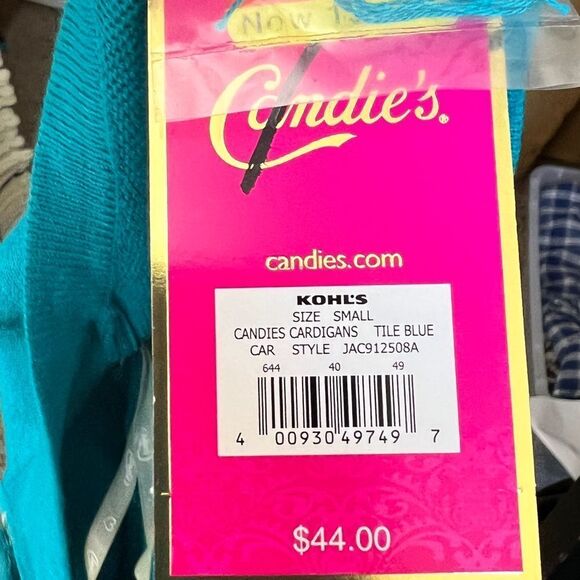 Now
Candie's®
candies.com
KOHL'S
SIZE SMALL
CANDIES CARDIGANS TILE BLUE
CAR STYLE JAC912508A
644 40 49
4 00930 49749 7
$44.00